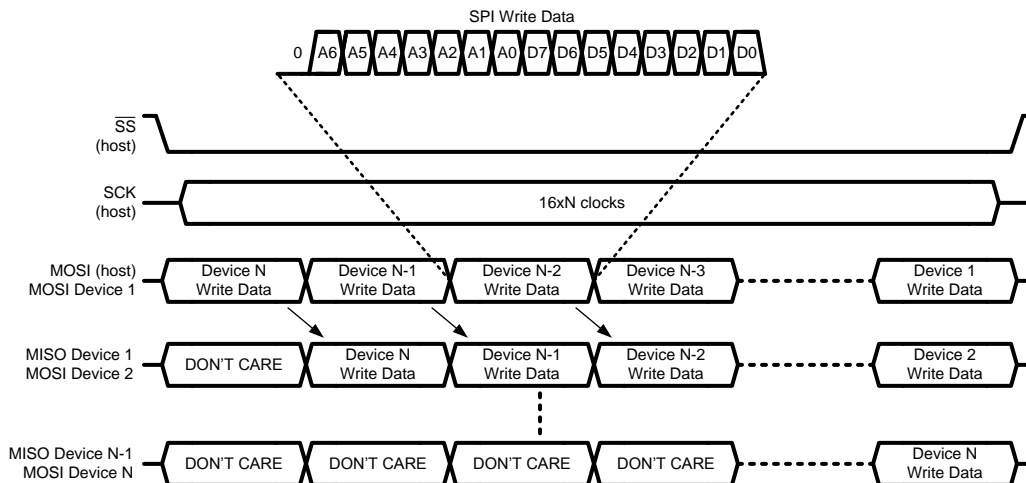 SPI Write Data
0 A6 A5 A4 A3 A2 A1 A0 D7 D6 D5 D4 D3 D2 D1 D0
SS
(host)
SCK
(host)
16xN clocks
MOSI (host)
MOSI Device 1
Device N
Write Data
Device N-1
Write Data
Device N-2
Write Data
Device N-3
Write Data
Device 1
Write Data
MISO Device 1
MOSI Device 2
DON'T CARE
Device N
Write Data
Device N-1
Write Data
Device N-2
Write Data
Device 2
Write Data
MISO Device N-1
MOSI Device N
DON'T CARE
DON'T CARE
DON'T CARE
DON'T CARE
Device N
Write Data